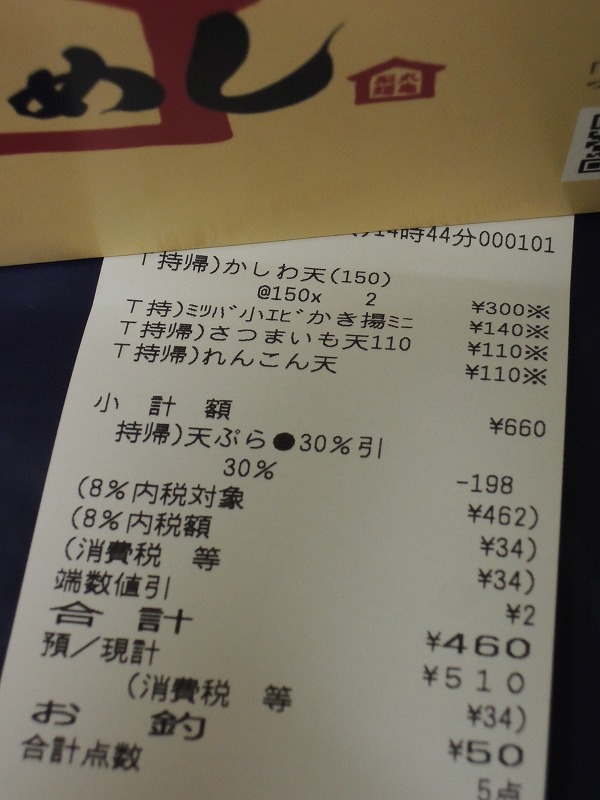 めし
丸亀
製麺
14時44分000101
T持帰)かしわ天(150)
@150x 2 ¥300※
T持)ﾐﾂﾊﾞ小ｴﾋﾞかき揚ﾐﾆ ¥140※
T持帰)さつまいも天110 ¥110※
T持帰)れんこん天 ¥110※
小計額 ¥660
持帰)天ぷら●30%引
30% -198
(8%内税対象 ¥462)
(8%内税額 ¥34)
(消費税 等 ¥34)
端数値引 ¥2
合計 ¥460
預/現計 ¥510
(消費税 等 ¥34)
お釣 ¥50
合計点数 5点